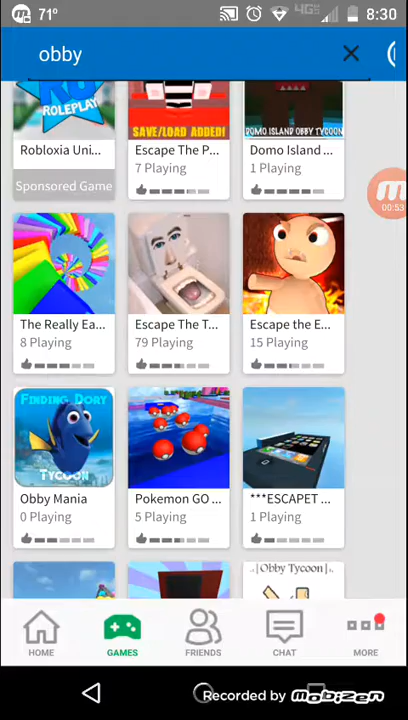 71°
4G
8:30
obby
ROLEPLAY
SAVE/LOAD ADDED!
DOMO ISLAND OBBY TYCOON
Robloxia Uni...
Escape The P...
Domo Island ...
7 Playing
1 Playing
Sponsored Game
00:53
The Really Ea...
Escape The T...
Escape the E...
8 Playing
79 Playing
15 Playing
FINDING DORY
TYCOON
Obby Mania
Pokemon GO ...
***ESCAPET ...
0 Playing
5 Playing
1 Playing
[Obby Tycoon]
HOME
GAMES
FRIENDS
CHAT
MORE
Recorded by mobizen